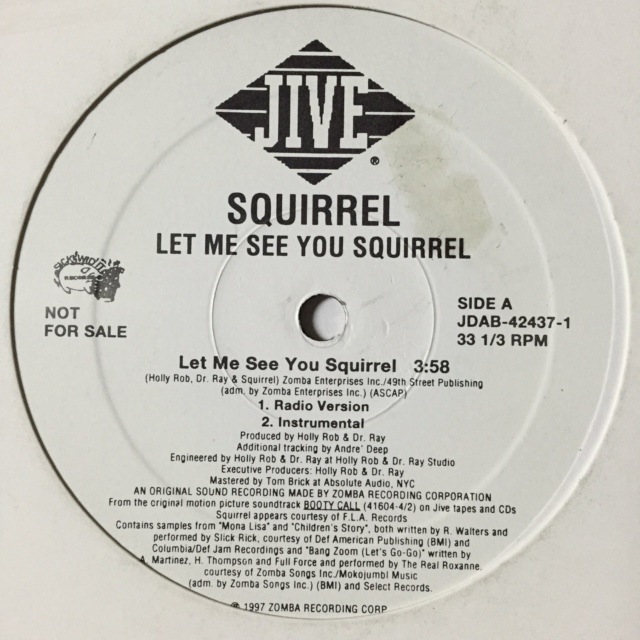 JIVE
®
SQUIRREL
LET ME SEE YOU SQUIRREL
NOT
FOR SALE
SIDE A
JDAB-42437-1
33 1/3 RPM
Let Me See You Squirrel 3:58
(Holly Rob, Dr. Ray & Squirrel) Zomba Enterprises Inc./49th Street Publishing
(adm. by Zomba Enterprises Inc.) (ASCAP)
1. Radio Version
2. Instrumental
Produced by Holly Rob & Dr. Ray
Additional tracking by Andre' Deep
Engineered by Holly Rob & Dr. Ray at Holly Rob & Dr. Ray Studio
Executive Producers: Holly Rob & Dr. Ray
Mastered by Tom Brick at Absolute Audio, NYC
AN ORIGINAL SOUND RECORDING MADE BY ZOMBA RECORDING CORPORATION
From the original motion picture soundtrack BOOTY CALL (41604-4/2) on Jive tapes and CDs
Squirrel appears courtesy of F.L.A. Records
Contains samples from "Mona Lisa" and "Children's Story", both written by R. Walters and
performed by Slick Rick, courtesy of Def American Publishing (BMI) and
Columbia/Def Jam Recordings and "Bang Zoom (Let's Go-Go)" written by
A. Martinez, H. Thompson and Full Force and performed by The Real Roxanne.
courtesy of Zomba Songs Inc./Mokojumbi Music
(adm. by Zomba Songs Inc.) (BMI) and Select Records.
℗ 1997 ZOMBA RECORDING CORP